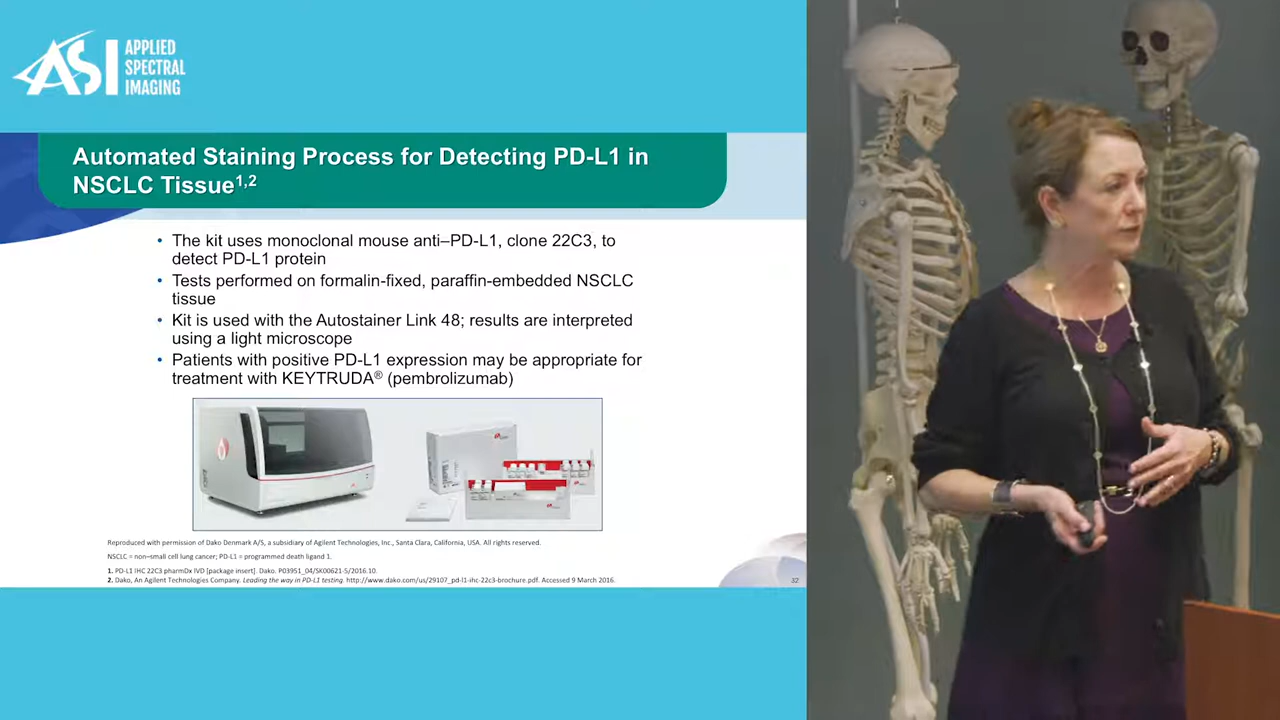 ASI APPLIED
SPECTRAL
IMAGING
Automated Staining Process for Detecting PD-L1 in
NSCLC Tissue1,2
• The kit uses monoclonal mouse anti–PD-L1, clone 22C3, to
detect PD-L1 protein
• Tests performed on formalin-fixed, paraffin-embedded NSCLC
tissue
• Kit is used with the Autostainer Link 48; results are interpreted
using a light microscope
• Patients with positive PD-L1 expression may be appropriate for
treatment with KEYTRUDA® (pembrolizumab)
Reproduced with permission of Dako Denmark A/S, a subsidiary of Agilent Technologies, Inc., Santa Clara, California, USA. All rights reserved.
NSCLC = non–small cell lung cancer; PD-L1 = programmed death ligand 1.
1. PD-L1 IHC 22C3 pharmDx IVD [package insert]. Dako. P03951_04/SK00621-5/2016.10.
2. Dako, An Agilent Technologies Company. Leading the way in PD-L1 testing. http://www.dako.com/us/29107_pd-l1-ihc-22c3-brochure.pdf. Accessed 9 March 2016.
32